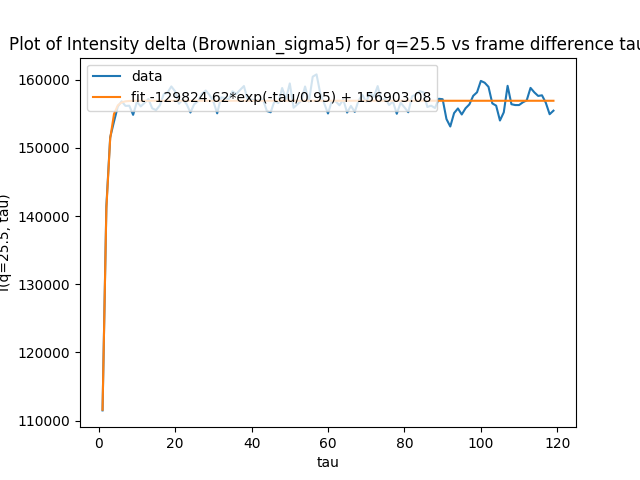 Plot of Intensity delta (Brownian_sigma5) for q=25.5 vs frame difference tau
data
fit -129824.62*exp(-tau/0.95) + 156903.08
160000
150000
140000
130000
120000
110000
I(q=25.5, tau)
0 20 40 60 80 100 120
tau